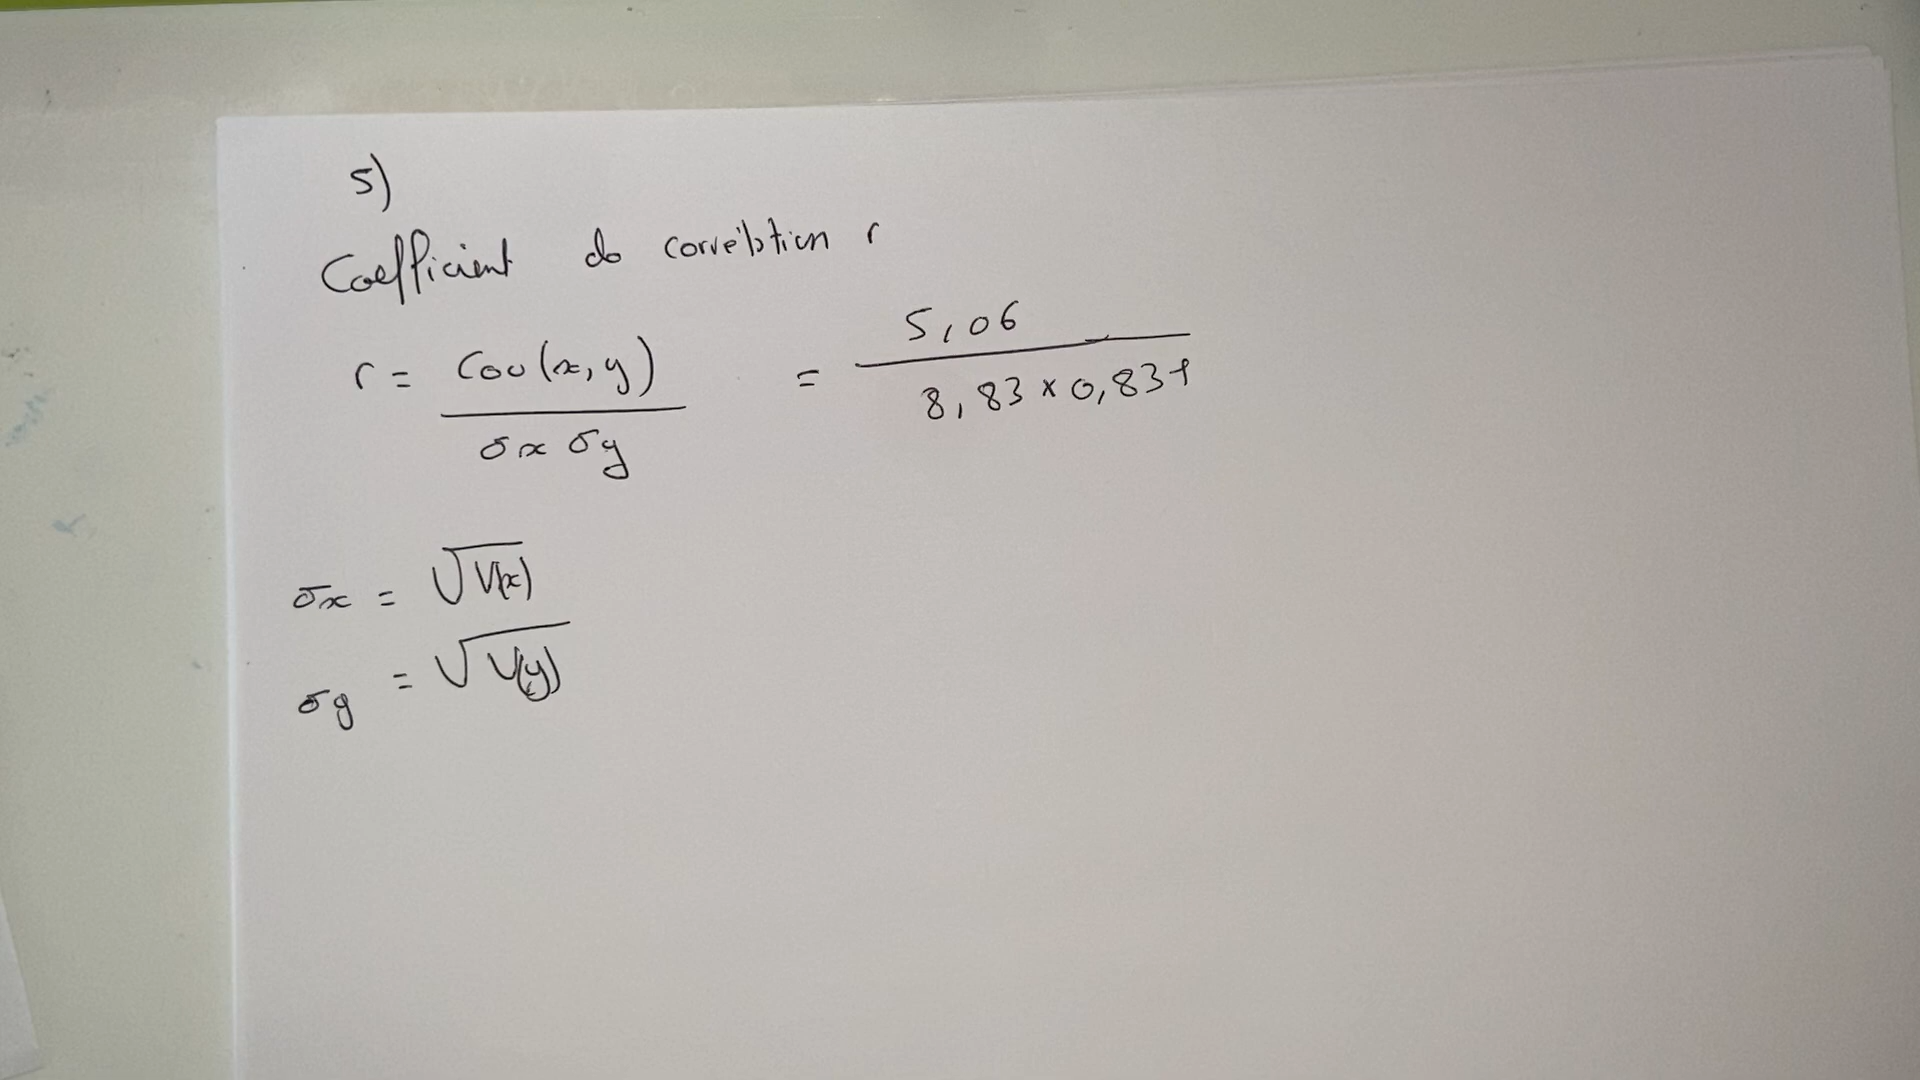 5)
Coefficient de corrélation r
r = Cov(x,y) / σx σy = 5,06 / 8,83 x 0,837
σx = √V(x)
σy = √V(y)